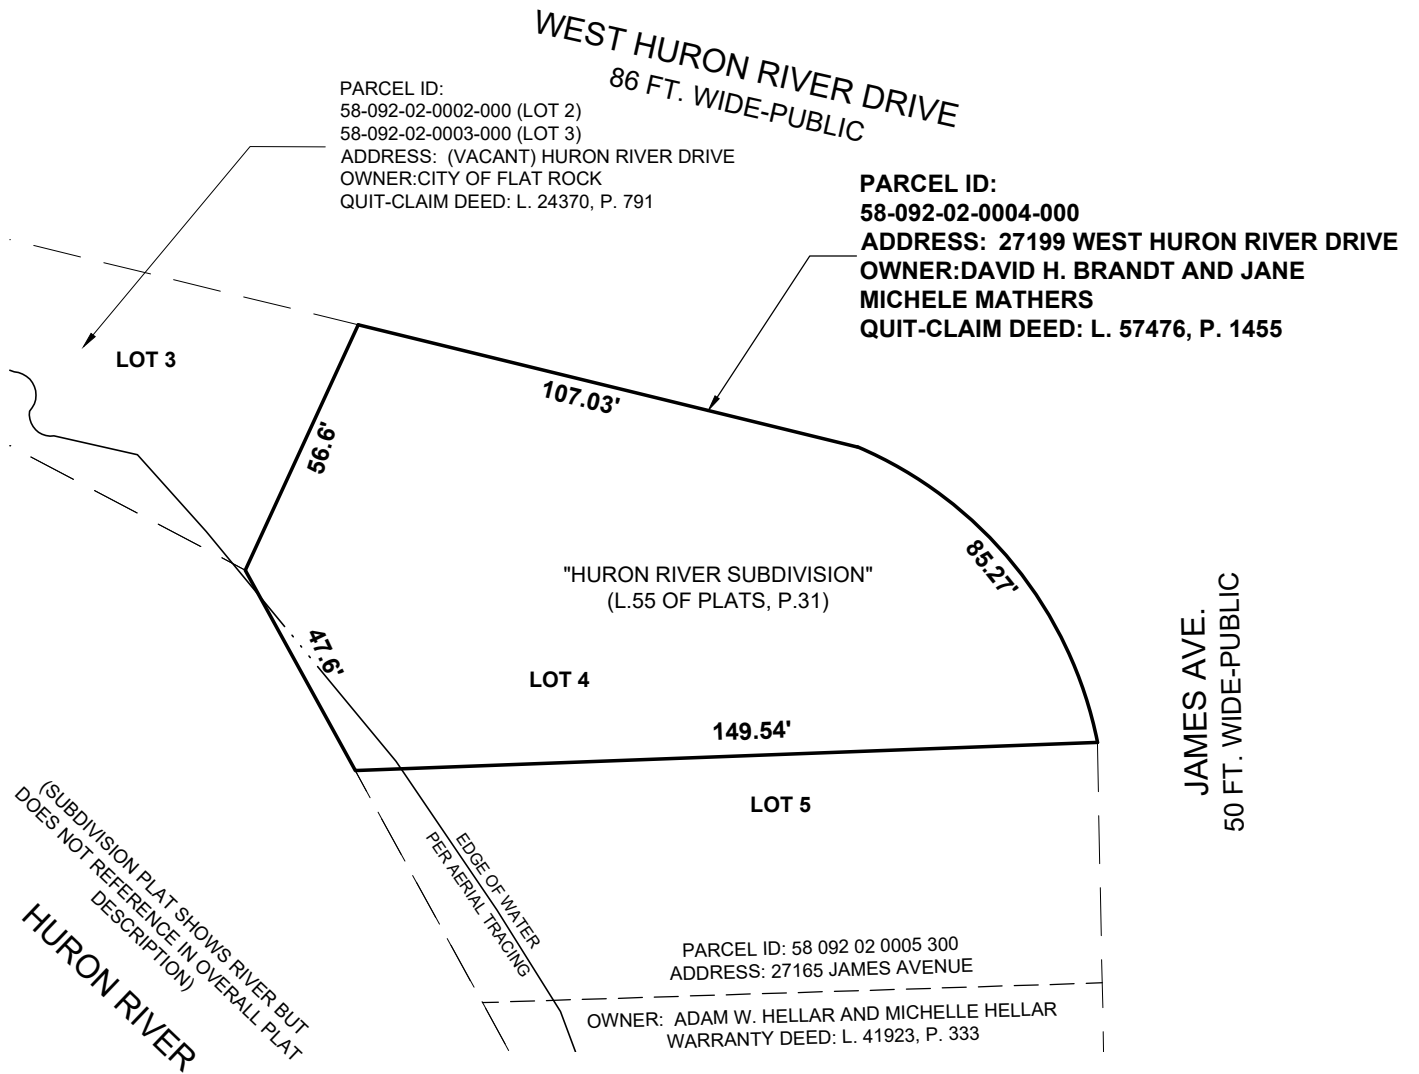 WEST HURON RIVER DRIVE
86 FT. WIDE-PUBLIC
PARCEL ID:
58-092-02-0002-000 (LOT 2)
58-092-02-0003-000 (LOT 3)
ADDRESS:  (VACANT) HURON RIVER DRIVE
OWNER:CITY OF FLAT ROCK
QUIT-CLAIM DEED: L. 24370, P. 791
PARCEL ID:
58-092-02-0004-000
ADDRESS:  27199 WEST HURON RIVER DRIVE
OWNER:DAVID H. BRANDT AND JANE
MICHELE MATHERS
QUIT-CLAIM DEED: L. 57476, P. 1455
LOT 3
107.03'
56.6'
85.27'
"HURON RIVER SUBDIVISION"
(L.55 OF PLATS, P.31)
47.6'
LOT 4
149.54'
JAMES AVE.
50 FT. WIDE-PUBLIC
LOT 5
(SUBDIVISION PLAT SHOWS RIVER BUT
DOES NOT REFERENCE IN OVERALL PLAT
DESCRIPTION)
HURON RIVER
EDGE OF WATER
PER AERIAL TRACING
PARCEL ID: 58 092 02 0005 300
ADDRESS: 27165 JAMES AVENUE
OWNER:  ADAM W. HELLAR AND MICHELLE HELLAR
WARRANTY DEED: L. 41923, P. 333